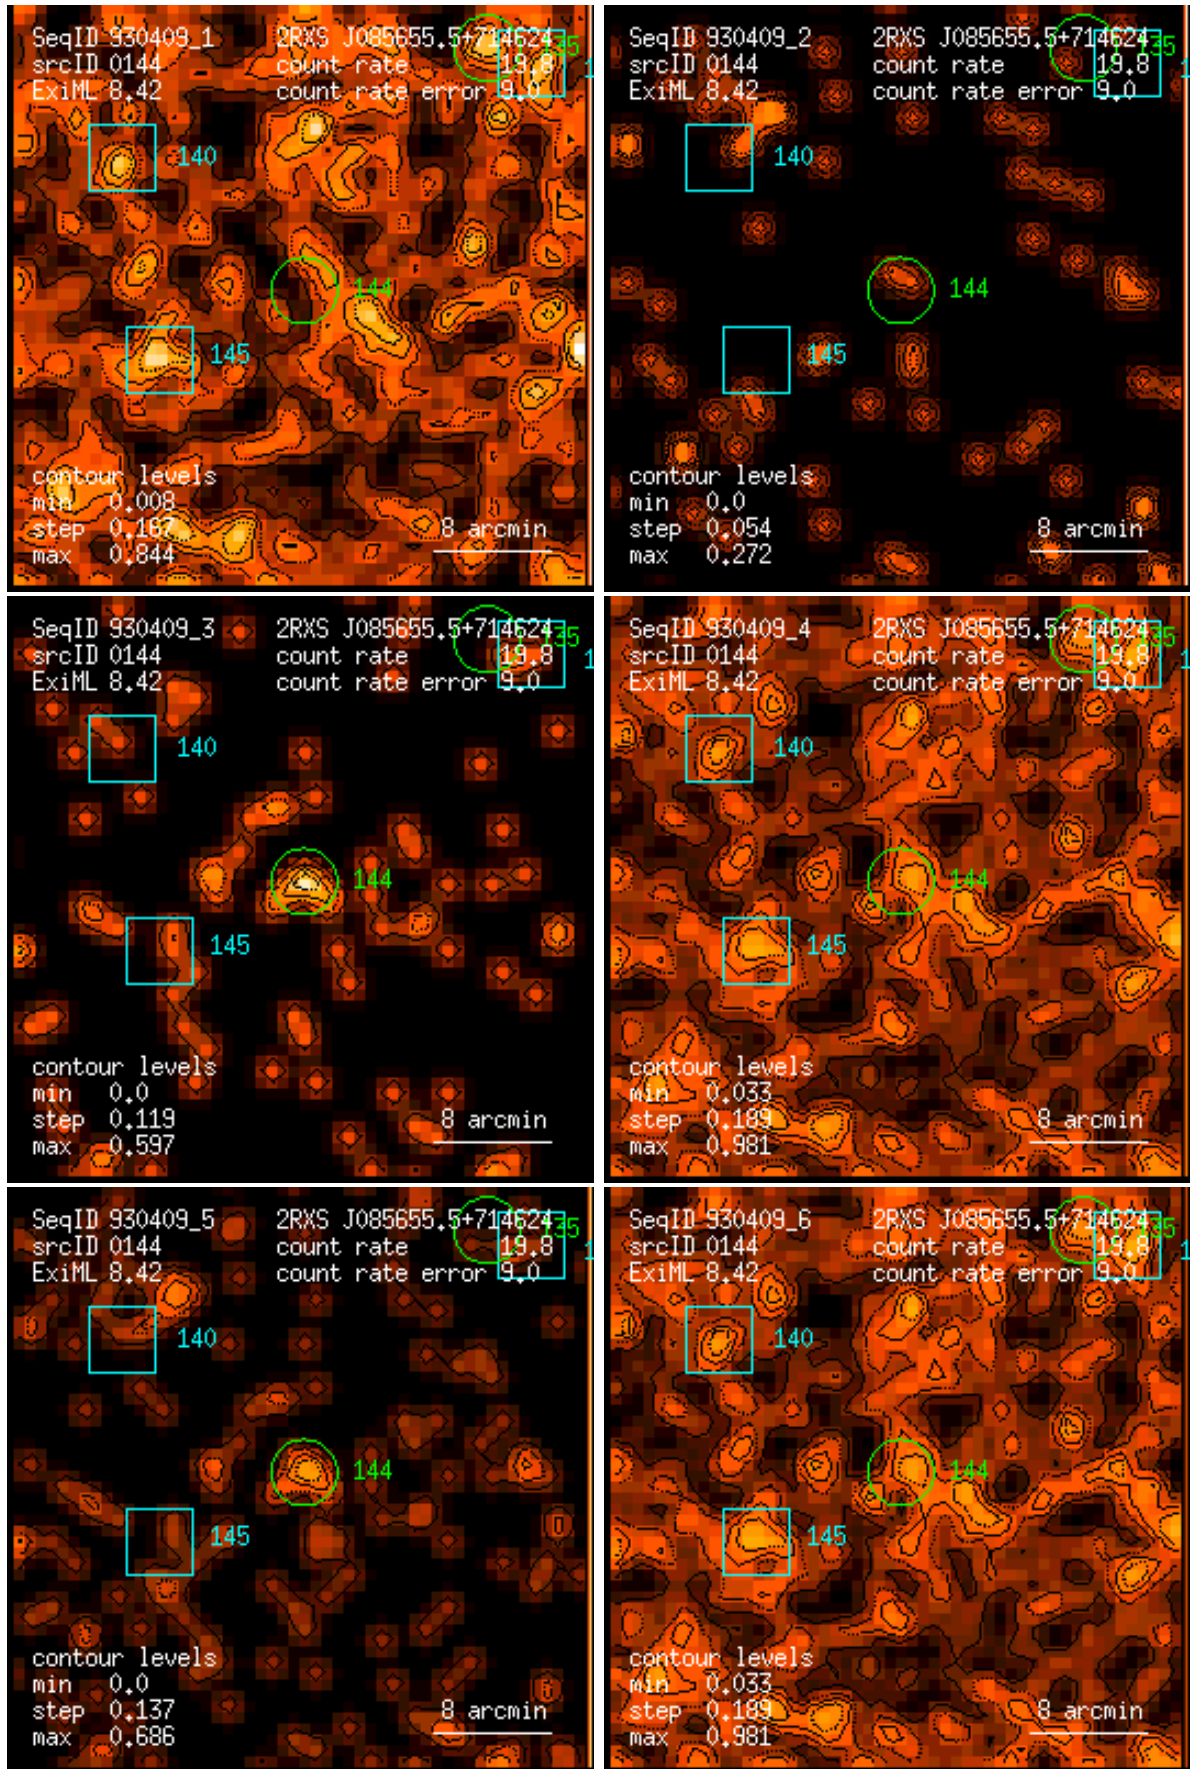 SeqID 930409_1 2RXS J085655.5+714624
srcID 0144 count rate 19.8
ExiML 8.42 count rate error 9.0
135
1
140
144
145
contour levels
min 0.008
step 0.167
max 0.844
8 arcmin
SeqID 930409_2 2RXS J085655.5+714624
srcID 0144 count rate 19.8
ExiML 8.42 count rate error 9.0
135
1
140
144
145
contour levels
min 0.0
step 0.054
max 0.272
8 arcmin
SeqID 930409_3 2RXS J085655.5+714624
srcID 0144 count rate 19.8
ExiML 8.42 count rate error 9.0
135
1
140
144
145
contour levels
min 0.0
step 0.119
max 0.597
8 arcmin
SeqID 930409_4 2RXS J085655.5+714624
srcID 0144 count rate 19.8
ExiML 8.42 count rate error 9.0
135
140
144
145
contour levels
min 0.033
step 0.189
max 0.981
8 arcmin
SeqID 930409_5 2RXS J085655.5+714624
srcID 0144 count rate 19.8
ExiML 8.42 count rate error 9.0
135
1
140
144
145
contour levels
min 0.0
step 0.137
max 0.686
8 arcmin
SeqID 930409_6 2RXS J085655.5+714624
srcID 0144 count rate 19.8
ExiML 8.42 count rate error 9.0
135
140
144
145
contour levels
min 0.033
step 0.189
max 0.981
8 arcmin